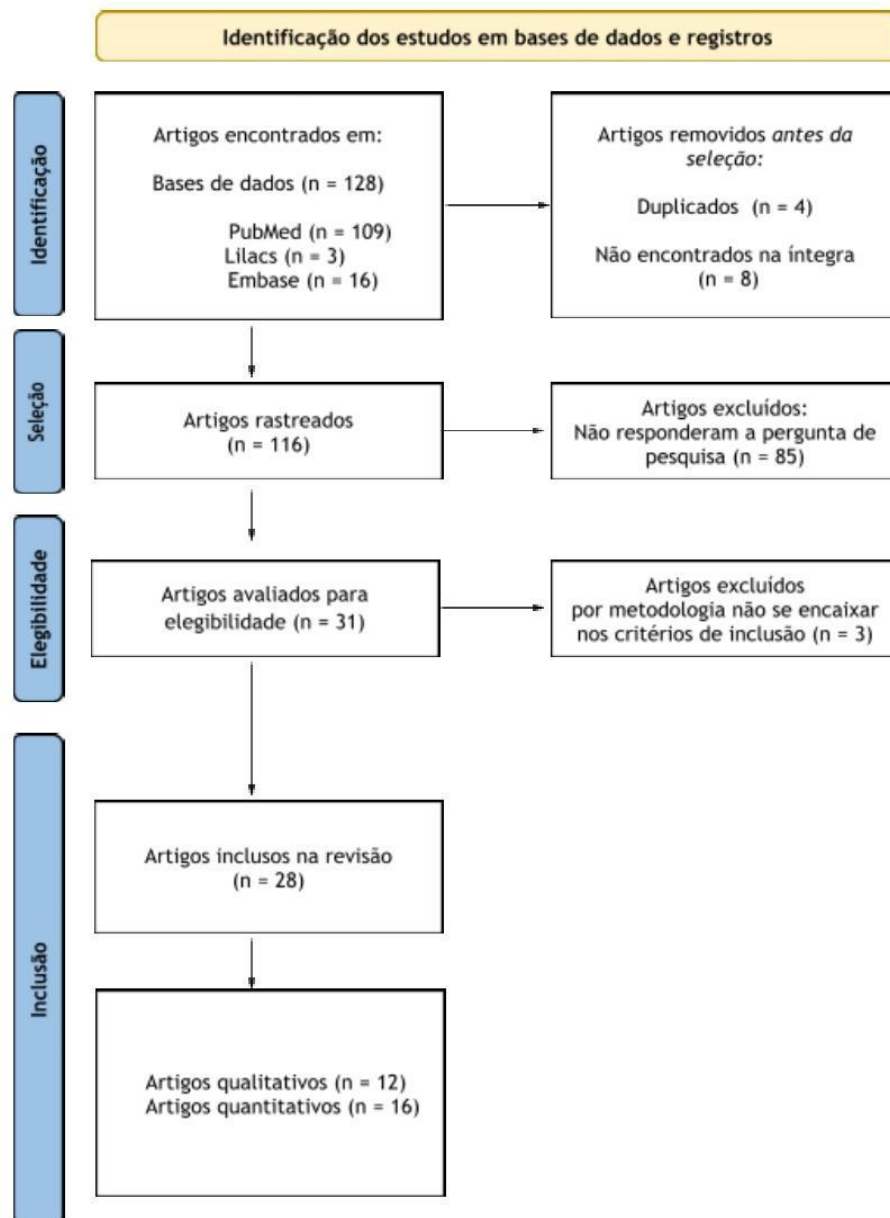 Identificação dos estudos em bases de dados e registros
Identificação
Artigos encontrados em:
Bases de dados (n = 128)
PubMed (n = 109)
Lilacs (n = 3)
Embase (n = 16)
Artigos removidos antes da
seleção:
Duplicados (n = 4)
Não encontrados na íntegra
(n = 8)
Seleção
Artigos rastreados
(n = 116)
Artigos excluídos:
Não responderam a pergunta de
pesquisa (n = 85)
Elegibilidade
Artigos avaliados para
elegibilidade (n = 31)
Artigos excluídos
por metodologia não se encaixar
nos critérios de inclusão (n = 3)
Inclusão
Artigos inclusos na revisão
(n = 28)
Artigos qualitativos (n = 12)
Artigos quantitativos (n = 16)